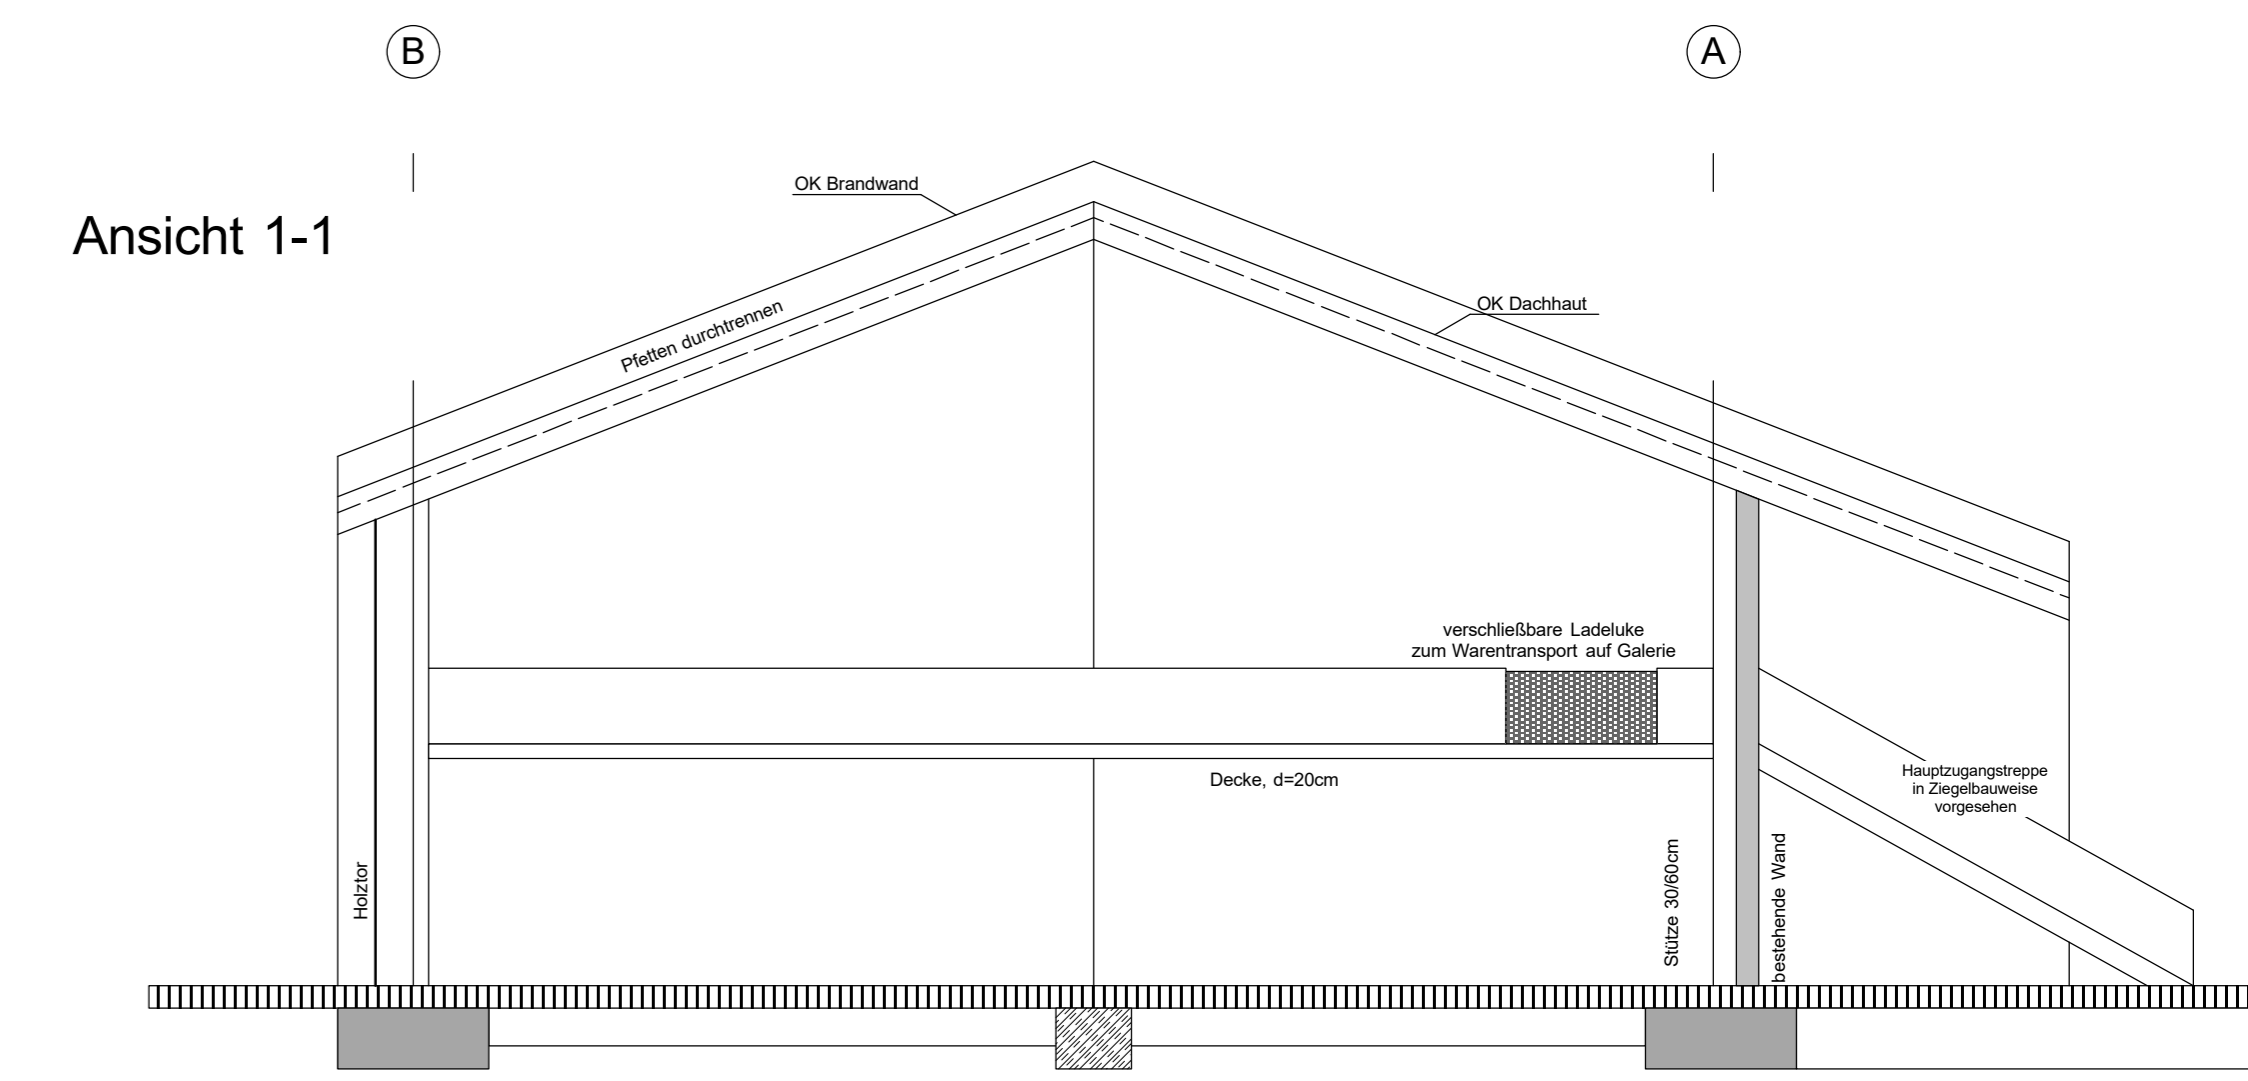 B
A
OK Brandwand
Ansicht 1-1
OK Dachhaut
Pfetten durchtrennen
verschließbare Ladeluke
zum Warentransport auf Galerie
Decke, d=20cm
Hauptzugangstreppe
in Ziegelbauweise
vorgesehen
Holztor
Stütze 30/60cm
bestehende Wand